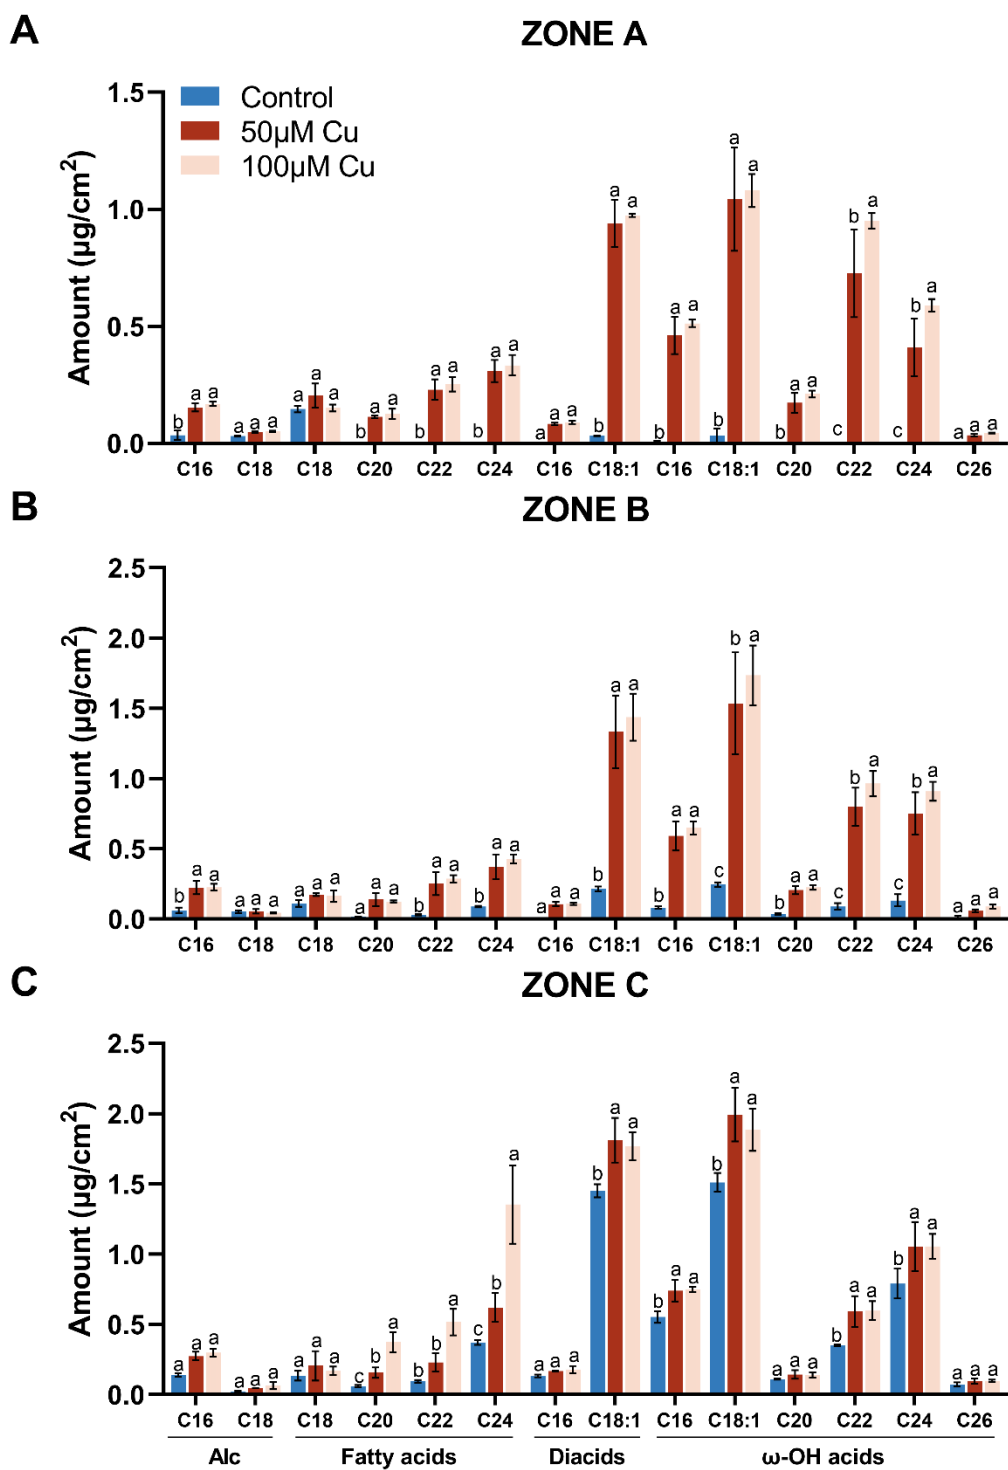 A
ZONE A
Control
50µM Cu
100µM Cu
Amount (µg/cm²)
1.5
1.0
0.5
0.0
b a a a a a a a a b a a b a a b a a a a a b a a b a a b a a b a a c b a c b a a a a
C16 C18 C18 C20 C22 C24 C16 C18:1 C16 C18:1 C20 C22 C24 C26
B
ZONE B
Amount (µg/cm²)
2.5
2.0
1.5
1.0
0.5
0.0
b a a a a a a a a a a a b a a b a a a a a c a a b a a c b a b a a c b a c b a a a a
C16 C18 C18 C20 C22 C24 C16 C18:1 C16 C18:1 C20 C22 C24 C26
C
ZONE C
Amount (µg/cm²)
2.5
2.0
1.5
1.0
0.5
0.0
a a a a a a a a a c b a b b a c b a a a a b a a b a a b a a a a a b a a b a a a a a
C16 C18 C18 C20 C22 C24 C16 C18:1 C16 C18:1 C20 C22 C24 C26
Alc Fatty acids Diacids ω-OH acids